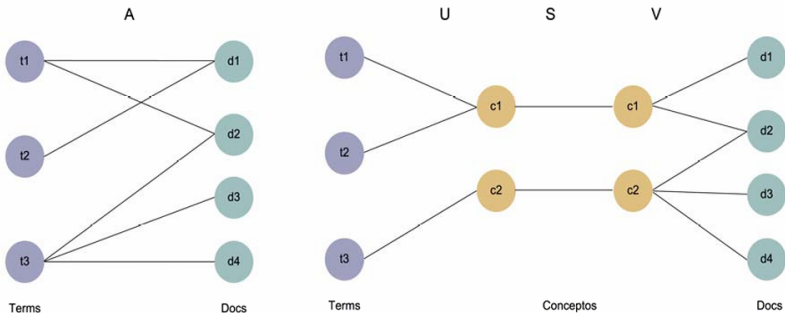 A
t1
t2
t3
d1
d2
d3
d4
Terms
Docs
U S V
t1
t2
t3
c1
c2
c1
c2
d1
d2
d3
d4
Terms
Conceptos
Docs